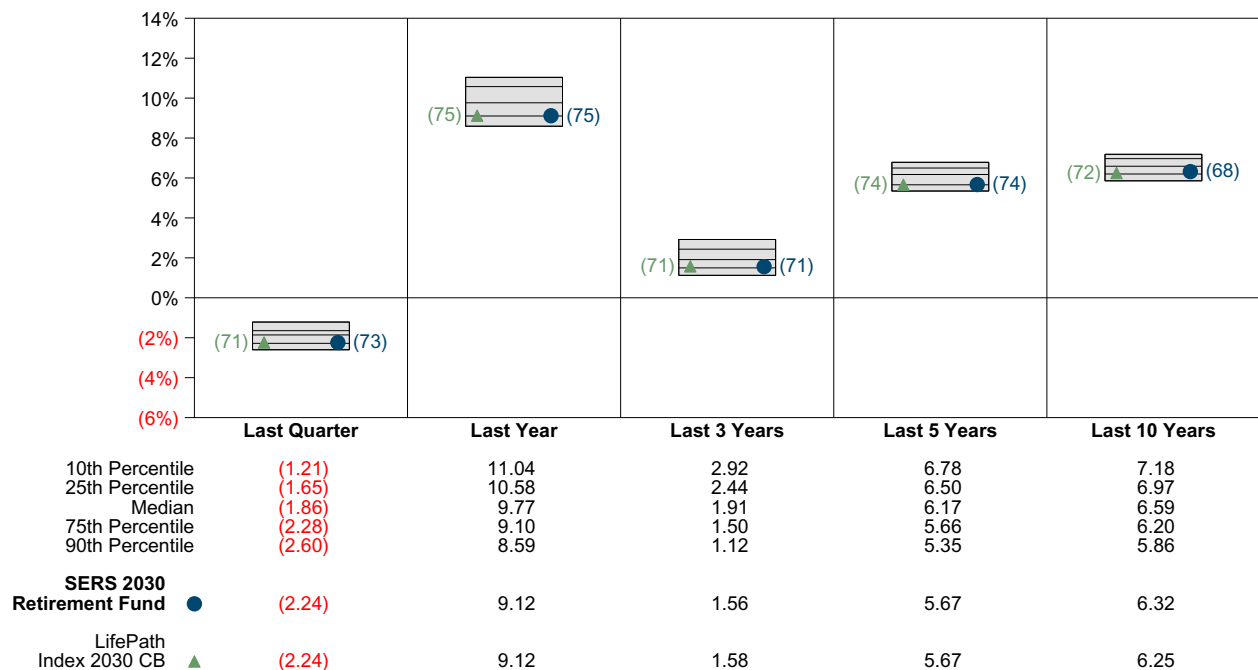 14%
12%
10%
8%
6%
4%
2%
0%
(2%)
(4%)
(6%)
(71) (73)
(75) (75)
(71) (71)
(74) (74)
(72) (68)
Last Quarter Last Year Last 3 Years Last 5 Years Last 10 Years
10th Percentile (1.21) 11.04 2.92 6.78 7.18
25th Percentile (1.65) 10.58 2.44 6.50 6.97
Median (1.86) 9.77 1.91 6.17 6.59
75th Percentile (2.28) 9.10 1.50 5.66 6.20
90th Percentile (2.60) 8.59 1.12 5.35 5.86
SERS 2030
Retirement Fund (2.24) 9.12 1.56 5.67 6.32
LifePath
Index 2030 CB (2.24) 9.12 1.58 5.67 6.25